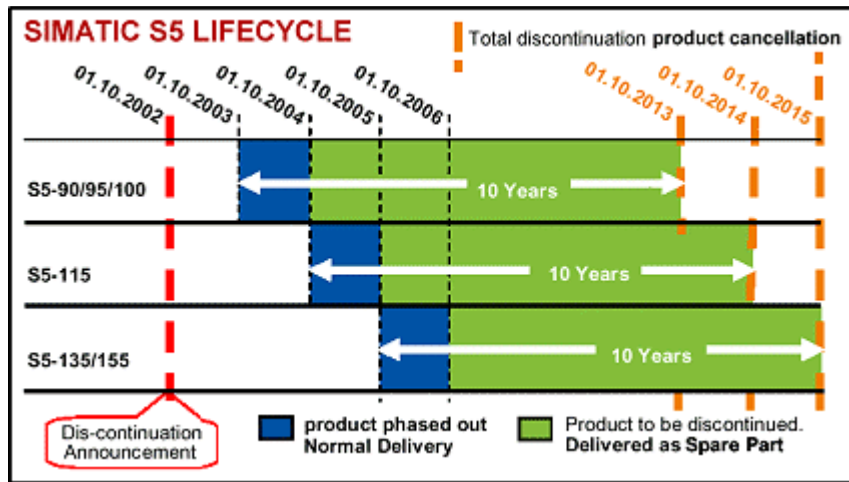 SIMATIC S5 LIFECYCLE
Total discontinuation product cancellation
01.10.2002
01.10.2003
01.10.2004
01.10.2005
01.10.2006
01.10.2013
01.10.2014
01.10.2015
S5-90/95/100
10 Years
S5-115
10 Years
S5-135/155
10 Years
Dis-continuation
Announcement
product phased out
Normal Delivery
Product to be discontinued.
Delivered as Spare Part